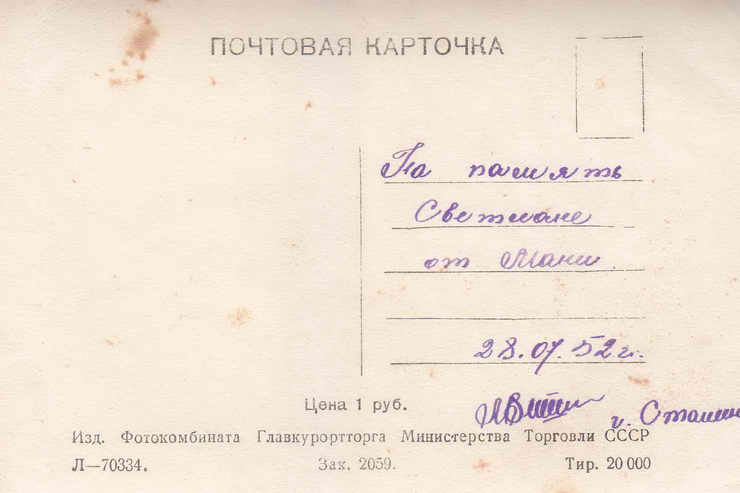 ПОЧТОВАЯ КАРТОЧКА
На память
Светлане
от Мани
28.07.52 г.
Цена 1 руб.
Изд. Фотокомбината Главкурортторга Министерства Торговли СССР
Л—70334. Зак. 2059. Тир. 20 000